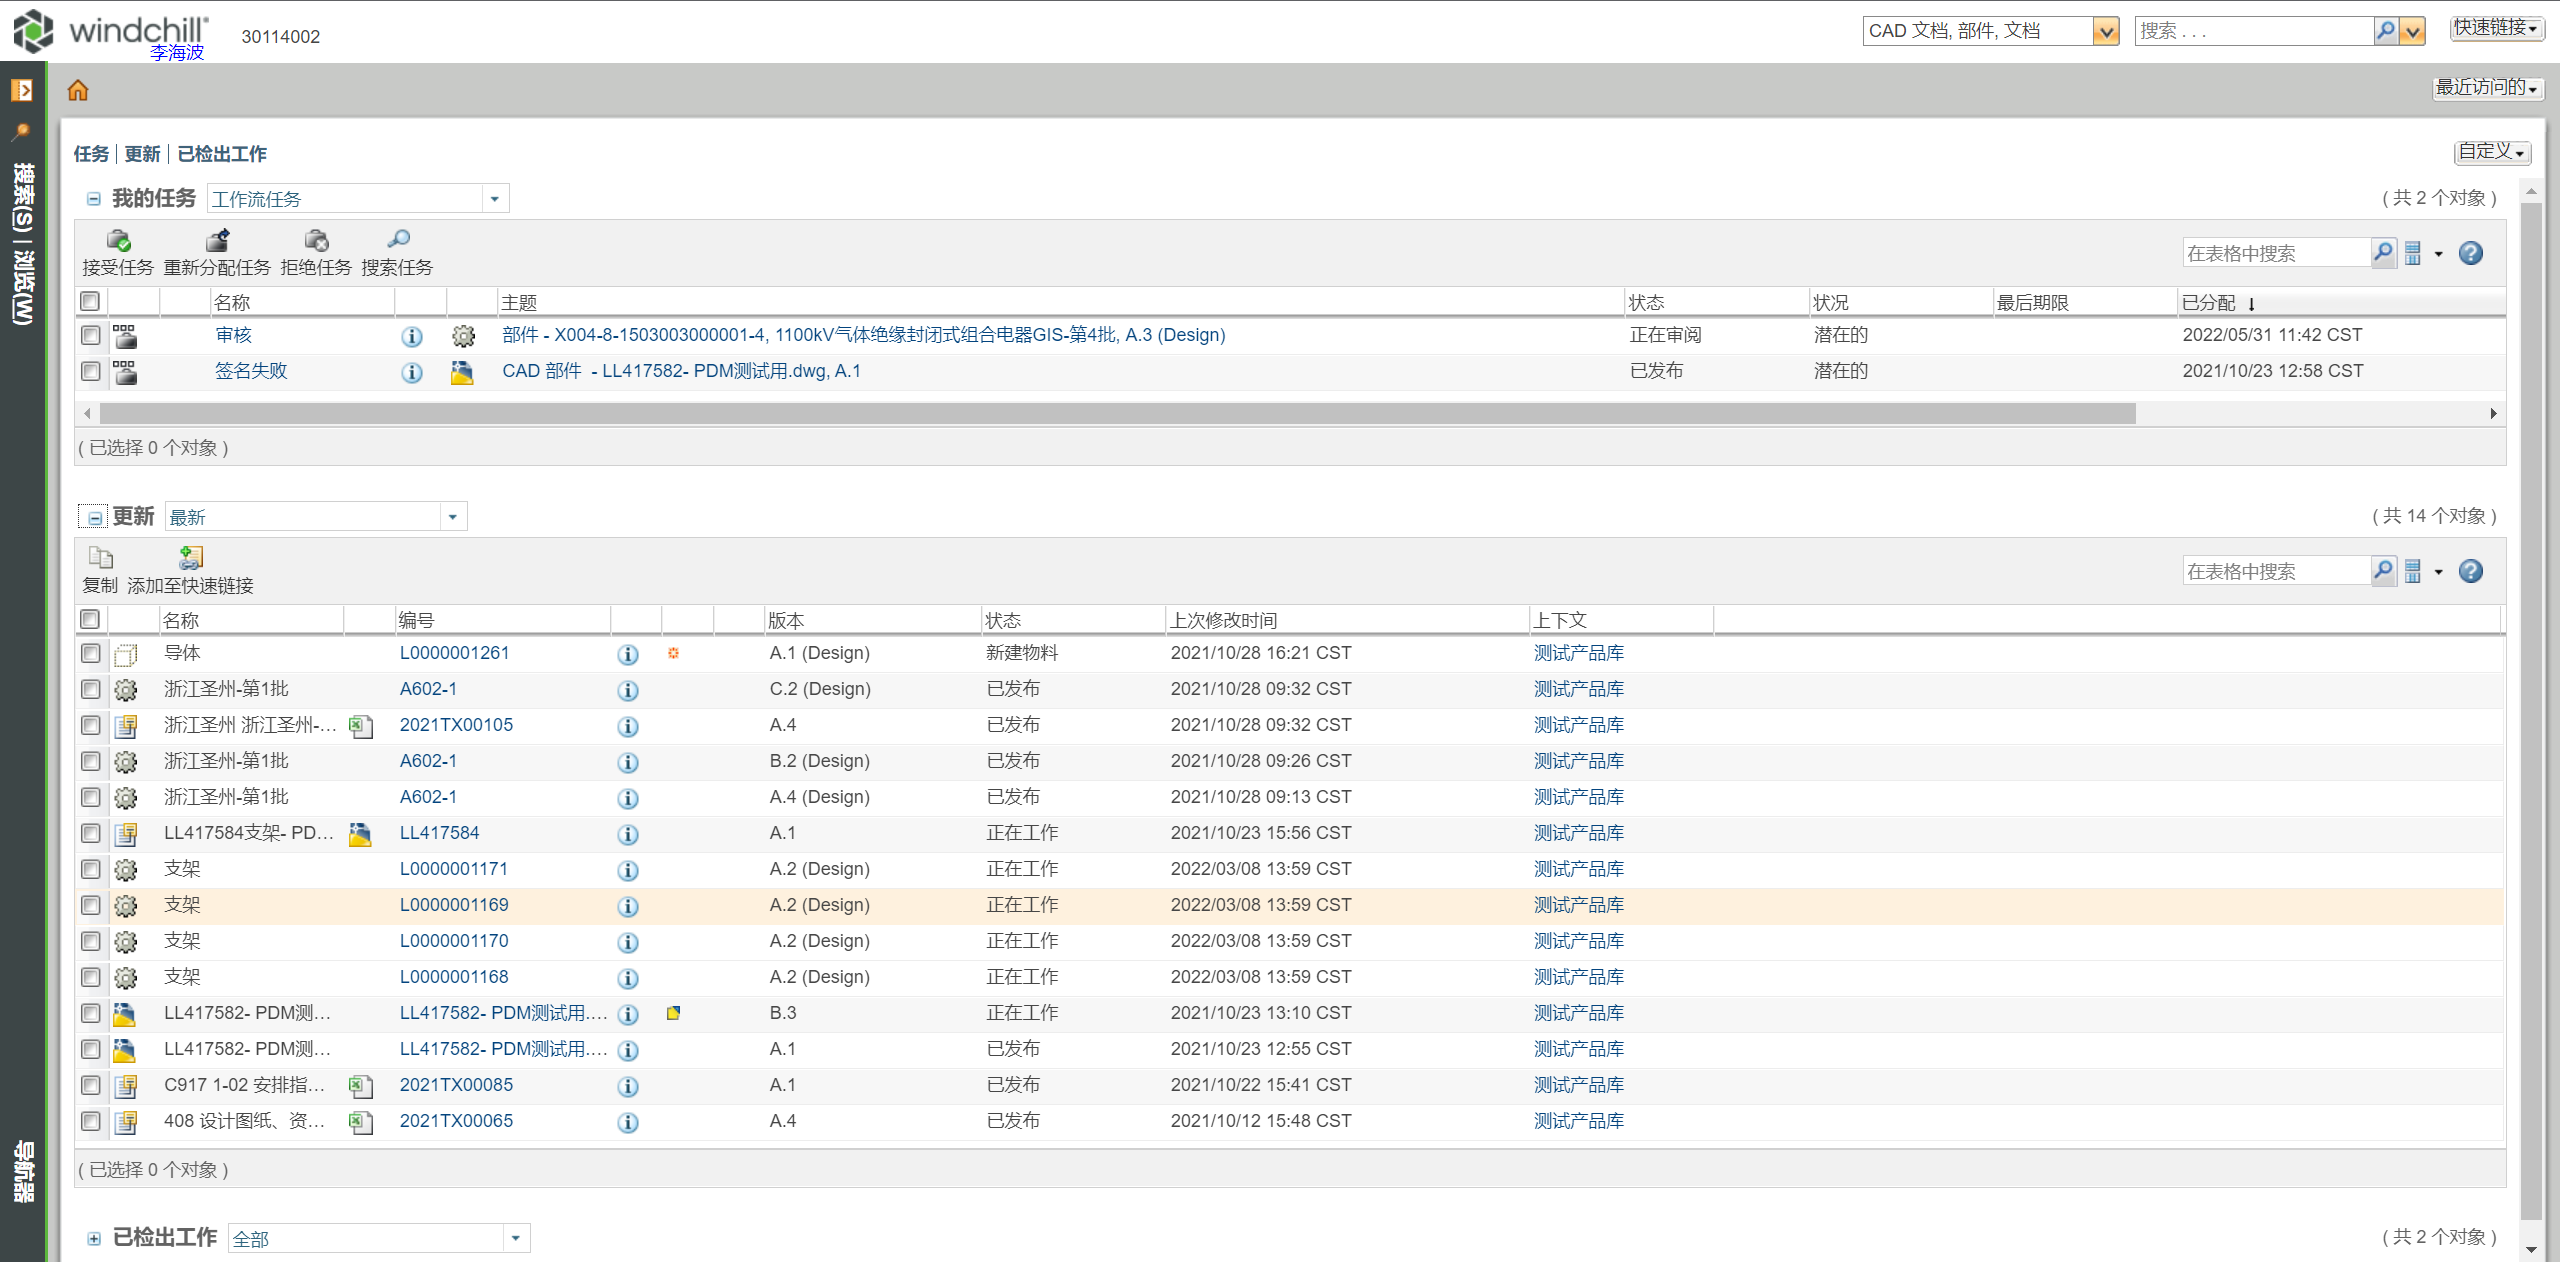 windchill 李海波 30114002 CAD 文档, 部件, 文档 搜索 . . . 快速链接
最近访问的
搜索(S) | 浏览(W)
导航器
任务 更新 已检出工作 自定义
我的任务 工作流任务 ( 共 2 个对象 )
接受任务 重新分配任务 拒绝任务 搜索任务 在表格中搜索
名称 主题 状态 状况 最后期限 已分配
审核 部件 - X004-8-1503003000001-4, 1100kV气体绝缘封闭式组合电器GIS-第4批, A.3 (Design) 正在审阅 潜在的 2022/05/31 11:42 CST
签名失败 CAD 部件 - LL417582- PDM测试用.dwg, A.1 已发布 潜在的 2021/10/23 12:58 CST
( 已选择 0 个对象 )
更新 最新 ( 共 14 个对象 )
复制 添加至快速链接 在表格中搜索
名称 编号 版本 状态 上次修改时间 上下文
导体 L0000001261 A.1 (Design) 新建物料 2021/10/28 16:21 CST 测试产品库
浙江圣州-第1批 A602-1 C.2 (Design) 已发布 2021/10/28 09:32 CST 测试产品库
浙江圣州 浙江圣州-... 2021TX00105 A.4 已发布 2021/10/28 09:32 CST 测试产品库
浙江圣州-第1批 A602-1 B.2 (Design) 已发布 2021/10/28 09:26 CST 测试产品库
浙江圣州-第1批 A602-1 A.4 (Design) 已发布 2021/10/28 09:13 CST 测试产品库
LL417584支架- PD... LL417584 A.1 正在工作 2021/10/23 15:56 CST 测试产品库
支架 L0000001171 A.2 (Design) 正在工作 2022/03/08 13:59 CST 测试产品库
支架 L0000001169 A.2 (Design) 正在工作 2022/03/08 13:59 CST 测试产品库
支架 L0000001170 A.2 (Design) 正在工作 2022/03/08 13:59 CST 测试产品库
支架 L0000001168 A.2 (Design) 正在工作 2022/03/08 13:59 CST 测试产品库
LL417582- PDM测... LL417582- PDM测试用.... B.3 正在工作 2021/10/23 13:10 CST 测试产品库
LL417582- PDM测... LL417582- PDM测试用.... A.1 已发布 2021/10/23 12:55 CST 测试产品库
C917 1-02 安排指... 2021TX00085 A.1 已发布 2021/10/22 15:41 CST 测试产品库
408 设计图纸、资... 2021TX00065 A.4 已发布 2021/10/12 15:48 CST 测试产品库
( 已选择 0 个对象 )
已检出工作 全部 ( 共 2 个对象 )